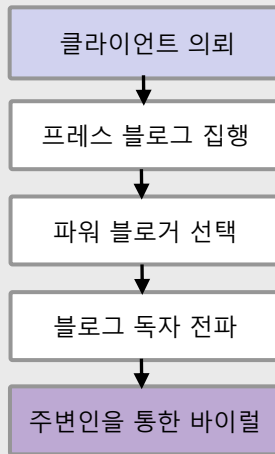 클라이언트 의뢰
프레스 블로그 집행
파워 블로거 선택
블로그 독자 전파
주변인을 통한 바이럴